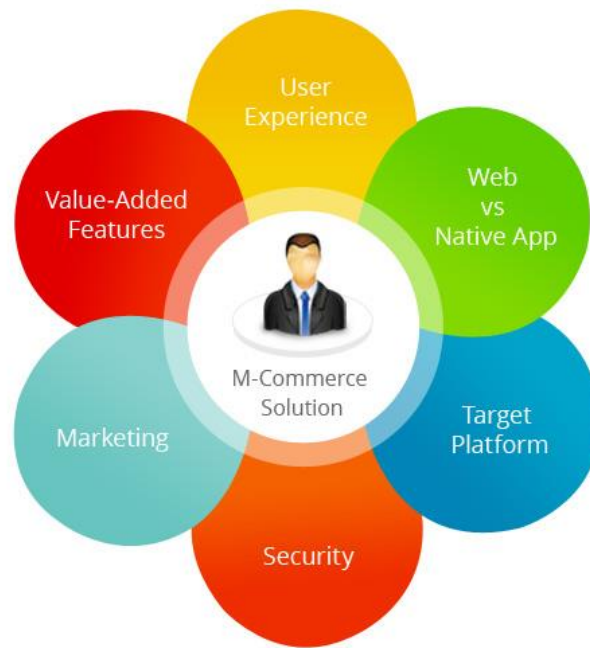 User
Experience
Web
vs
Native App
Target
Platform
Security
Marketing
Value-Added
Features
M-Commerce
Solution